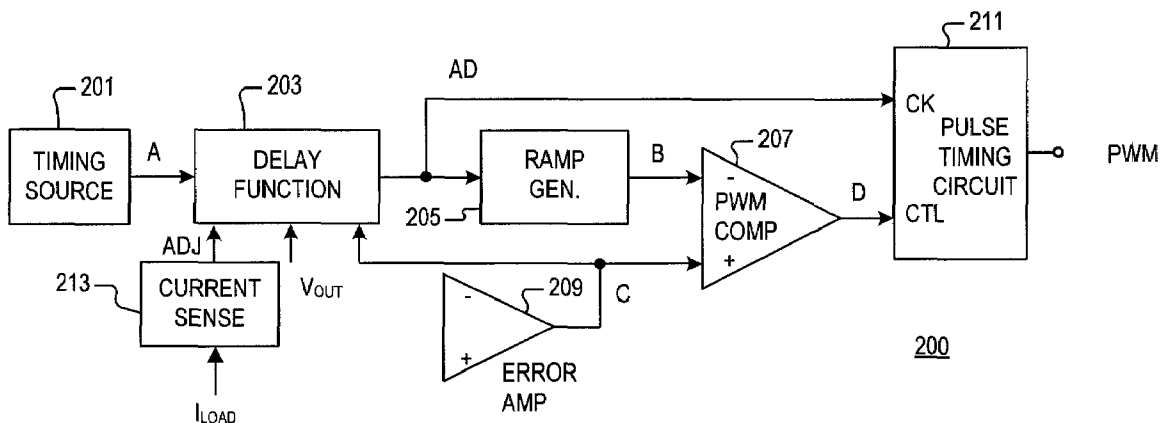 211
201
203
AD
CK
TIMING
SOURCE
A
DELAY
FUNCTION
RAMP
GEN.
205
B
207
-
PWM
COMP
+
D
PULSE
TIMING
CIRCUIT
CTL
PWM
ADJ
213
CURRENT
SENSE
VOUT
209
C
-
+
ERROR
AMP
200
ILOAD